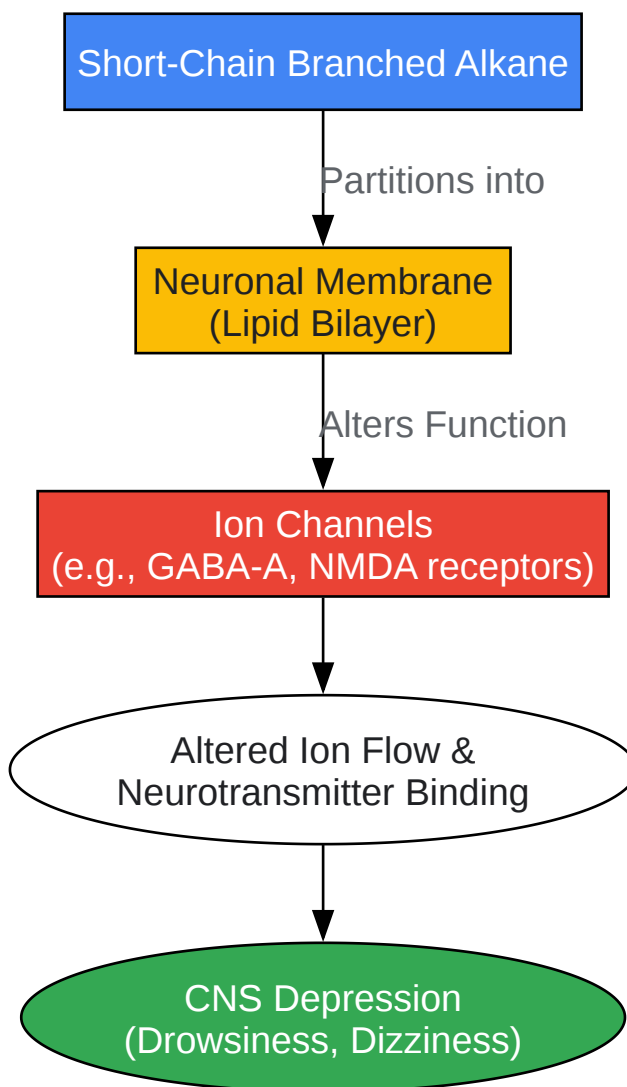 Short-Chain Branched Alkane
Partitions into
Neuronal Membrane
(Lipid Bilayer)
Alters Function
Ion Channels
(e.g., GABA-A, NMDA receptors)
Altered Ion Flow &
Neurotransmitter Binding
CNS Depression
(Drowsiness, Dizziness)